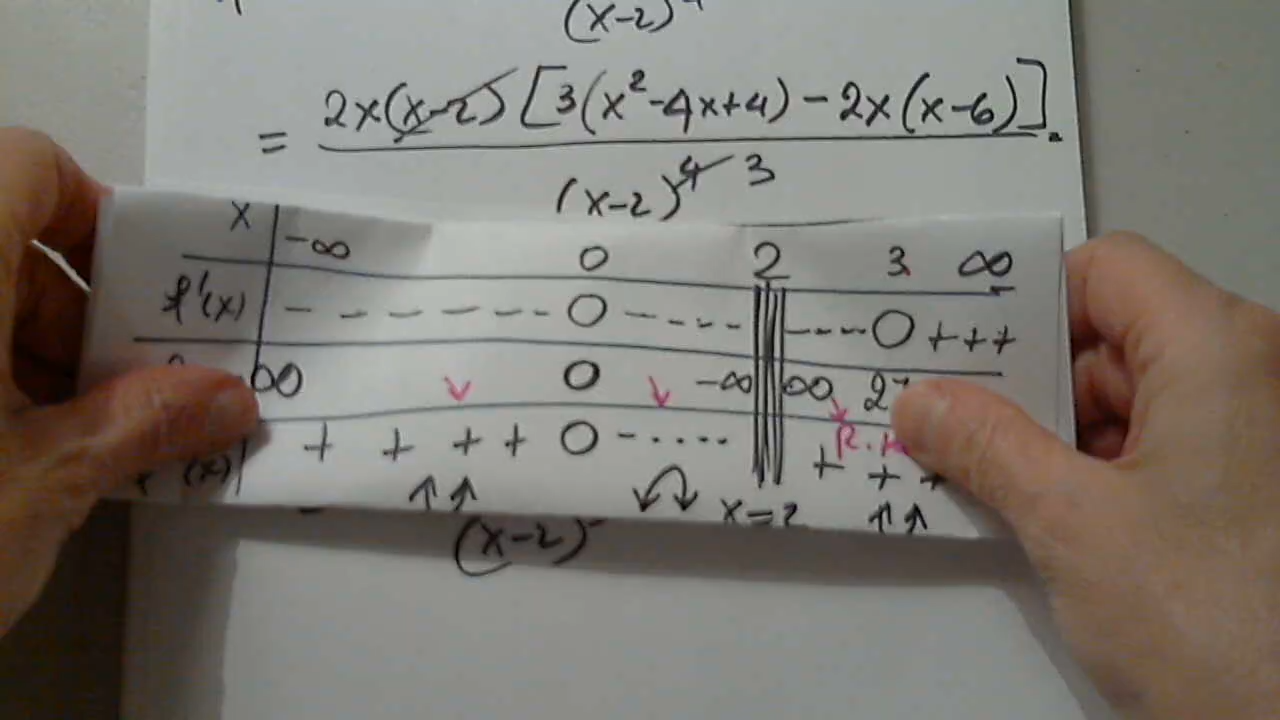 (x-2)⁴
= 2x(x-2)[3(x²-4x+4)-2x(x-6)]
(x-2)⁴ 3
x | -∞ 0 2 3 ∞
f'(x) | - - - - - - - 0 - - - - - - - - 0 + + +
∞ 0 -∞ ∞ 27
(x) | + + + + 0 - . . . . + + +
x=2
(x-2)